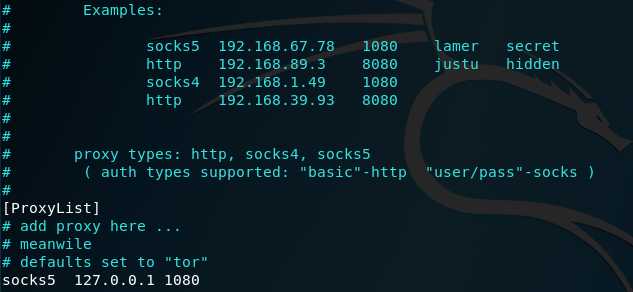 #        Examples:
#
#               socks5  192.168.67.78   1080    lamer   secret
#               http    192.168.89.3    8080    justu   hidden
#               socks4  192.168.1.49    1080
#               http    192.168.39.93   8080
#
#
#       proxy types: http, socks4, socks5
#        ( auth types supported: "basic"-http  "user/pass"-socks )
#
[ProxyList]
# add proxy here ...
# meanwile
# defaults set to "tor"
socks5  127.0.0.1 1080